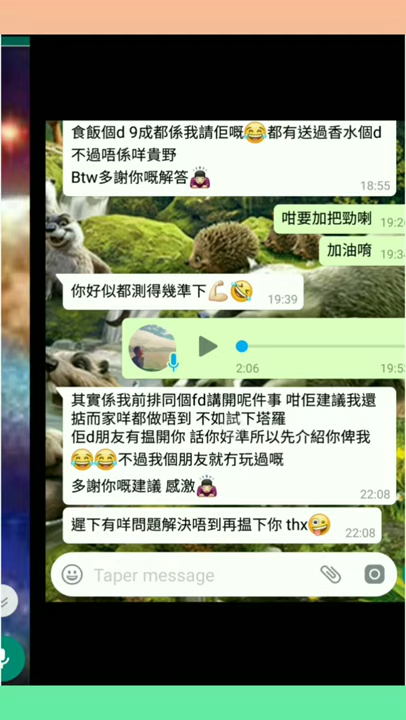 食飯個d 9成都係我請佢嘅😂都有送過香水個d
不過唔係咩貴野
Btw多謝你嘅解答🙇🏻‍♂️
18:55
咁要加把勁喇
加油唷
你好似都測得幾準下💪🏻🤣
19:39
2:06
其實係我前排同個fd講開呢件事 咁佢建議我還
掂而家咩都做唔到 不如試下塔羅
佢d朋友有搵開你 話你好準所以先介紹你俾我
😂😂不過我個朋友就冇玩過嘅
多謝你嘅建議 感激🙇🏻‍♂️
22:08
遲下有咩問題解決唔到再搵下你 thx🤪
22:08
Taper message